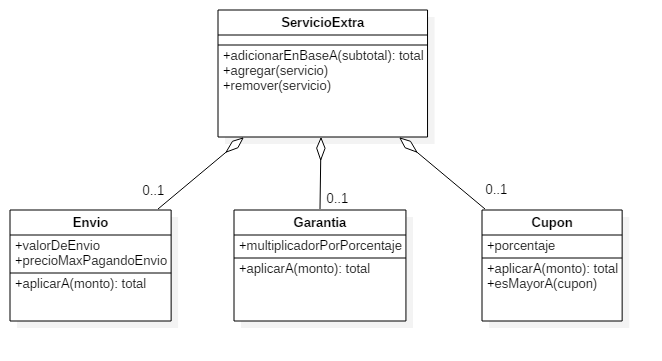 ServicioExtra
+adicionarEnBaseA(subtotal): total
+agregar(servicio)
+remover(servicio)
0..1
0..1
0..1
Envio
+valorDeEnvio
+precioMaxPagandoEnvio
+aplicarA(monto): total
Garantia
+multiplicadorPorPorcentaje
+aplicarA(monto): total
Cupon
+porcentaje
+aplicarA(monto): total
+esMayorA(cupon)